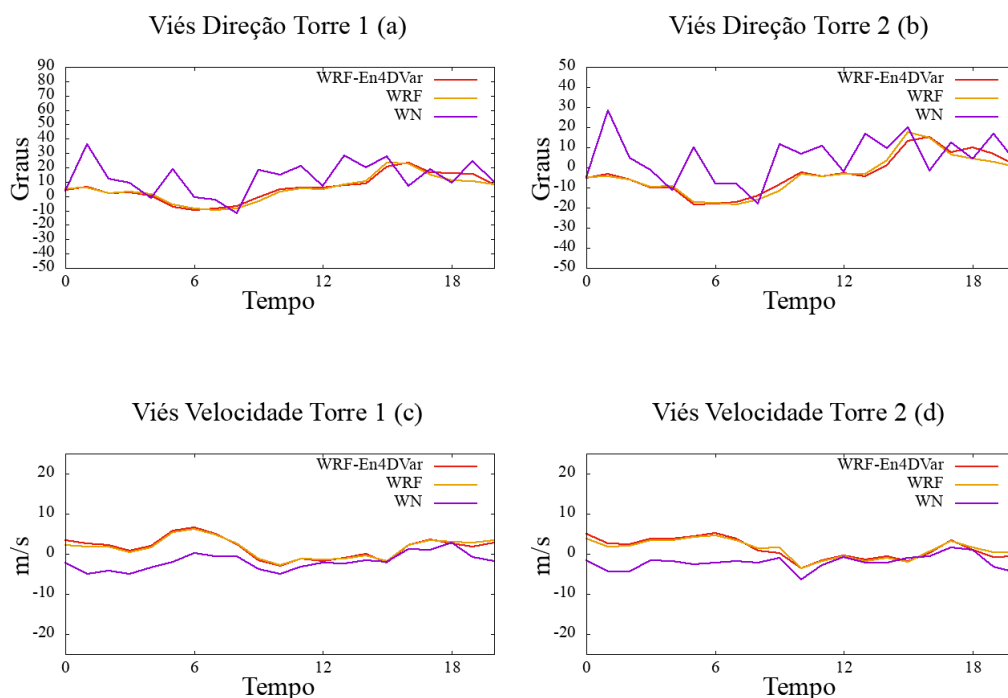 Viés Direção Torre 1 (a)
90
80
70
60
50
40
30
20
10
0
-10
-20
-30
-40
-50
Graus
WRF-En4DVar
WRF
WN
0
6
12
18
Tempo
Viés Direção Torre 2 (b)
50
40
30
20
10
0
-10
-20
-30
-40
-50
Graus
WRF-En4DVar
WRF
WN
0
6
12
18
Tempo
Viés Velocidade Torre 1 (c)
20
10
0
-10
-20
m/s
WRF-En4DVar
WRF
WN
0
6
12
18
Tempo
Viés Velocidade Torre 2 (d)
20
10
0
-10
-20
m/s
WRF-En4DVar
WRF
WN
0
6
12
18
Tempo